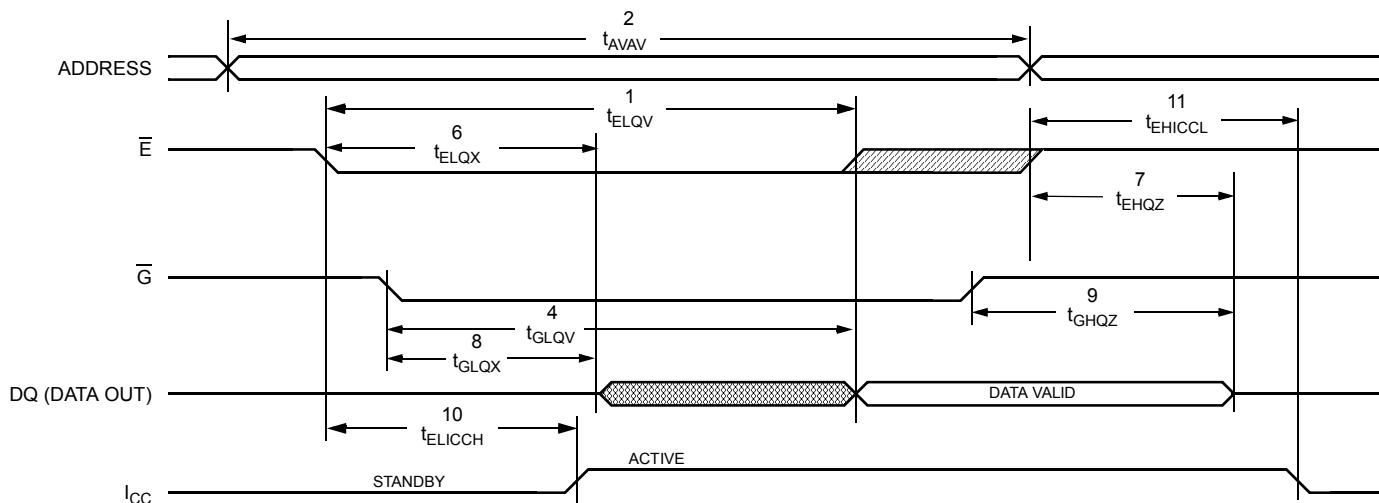 2
tAVAV
ADDRESS
1
tELQV
11
tEHICCL
6
tELQX
E̅
7
tEHQZ
G̅
9
tGHQZ
4
tGLQV
8
tGLQX
DQ (DATA OUT)
DATA VALID
10
tELICCH
ACTIVE
STANDBY
ICC